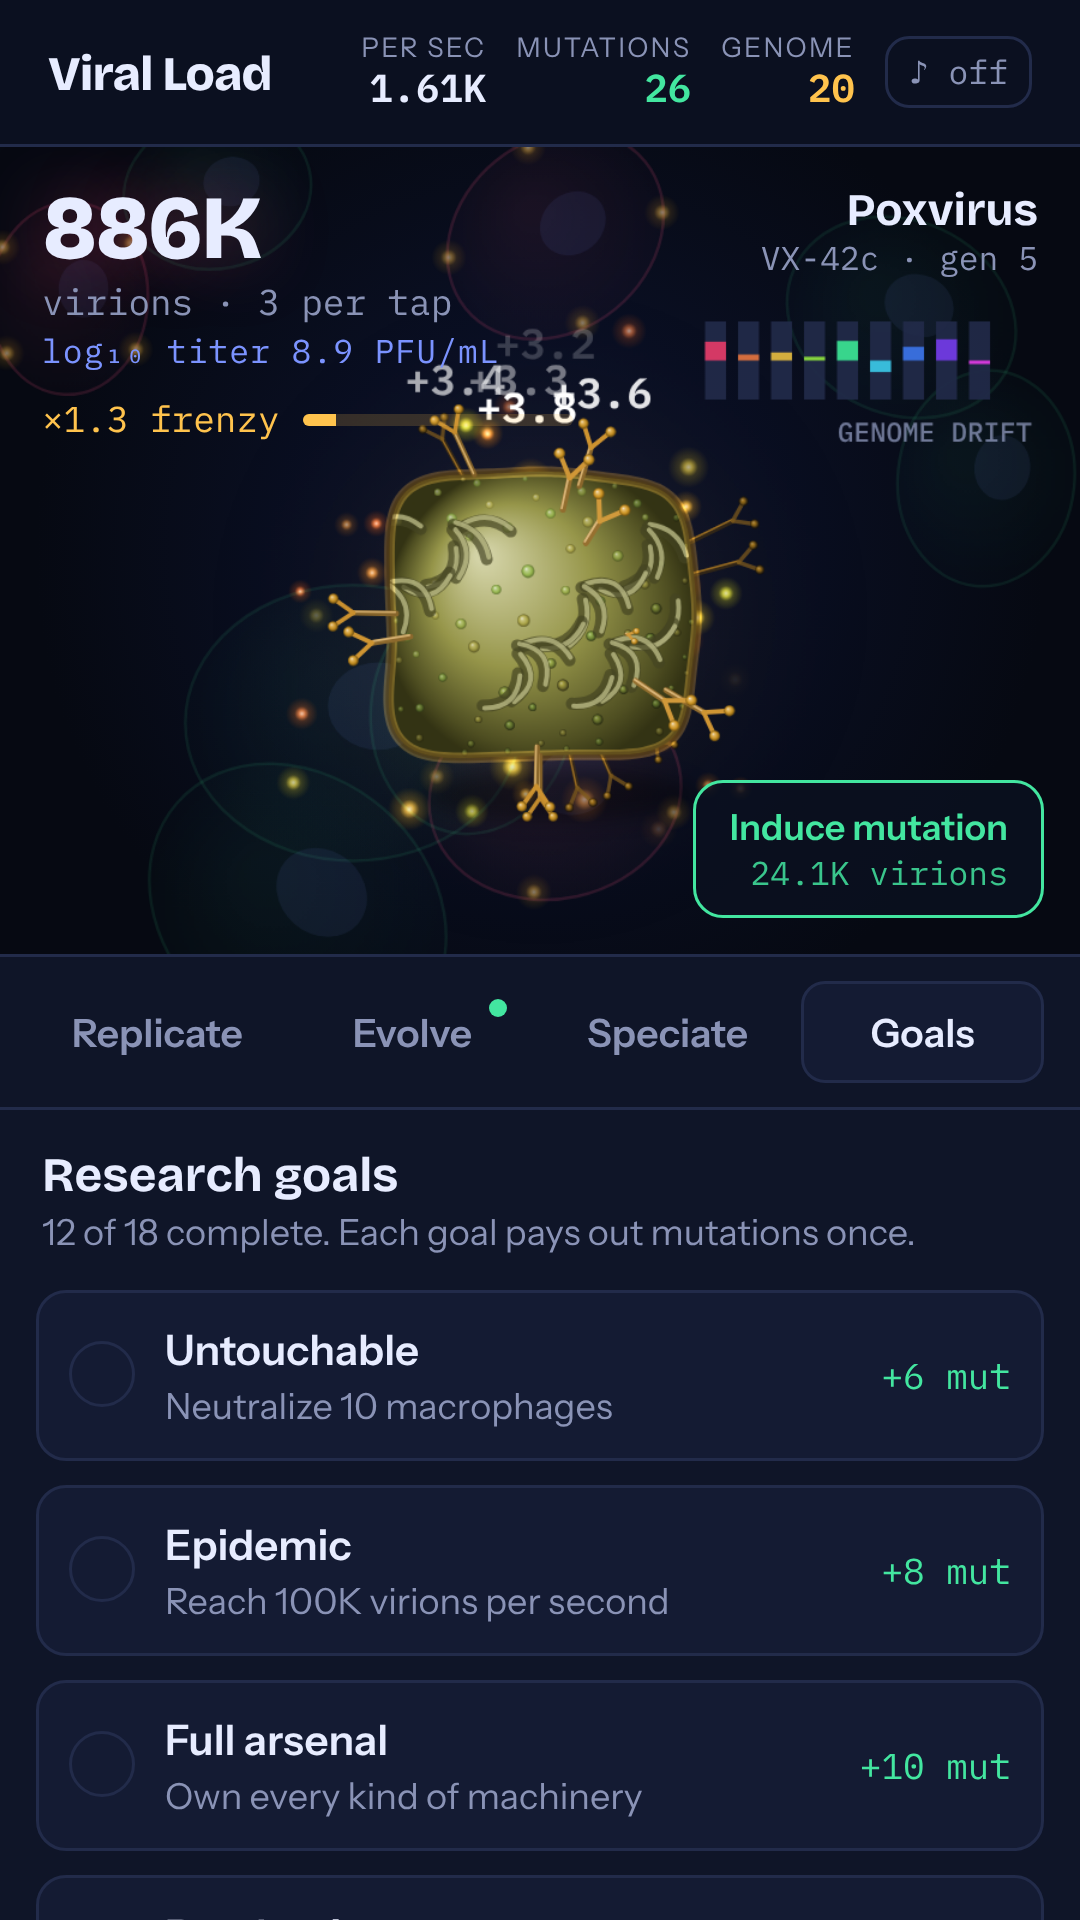 Viral Load
PER SEC
1.61K
MUTATIONS
26
GENOME
20
♪ off
886K
virions · 3 per tap
log₁₀ titer 8.9 PFU/mL
×1.3 frenzy
Poxvirus
VX-42c · gen 5
GENOME DRIFT
+3.2
+3.4
+3.3
+3.6
+3.8
Induce mutation
24.1K virions
Replicate
Evolve
Speciate
Goals
Research goals
12 of 18 complete. Each goal pays out mutations once.
Untouchable
Neutralize 10 macrophages
+6 mut
Epidemic
Reach 100K virions per second
+8 mut
Full arsenal
Own every kind of machinery
+10 mut